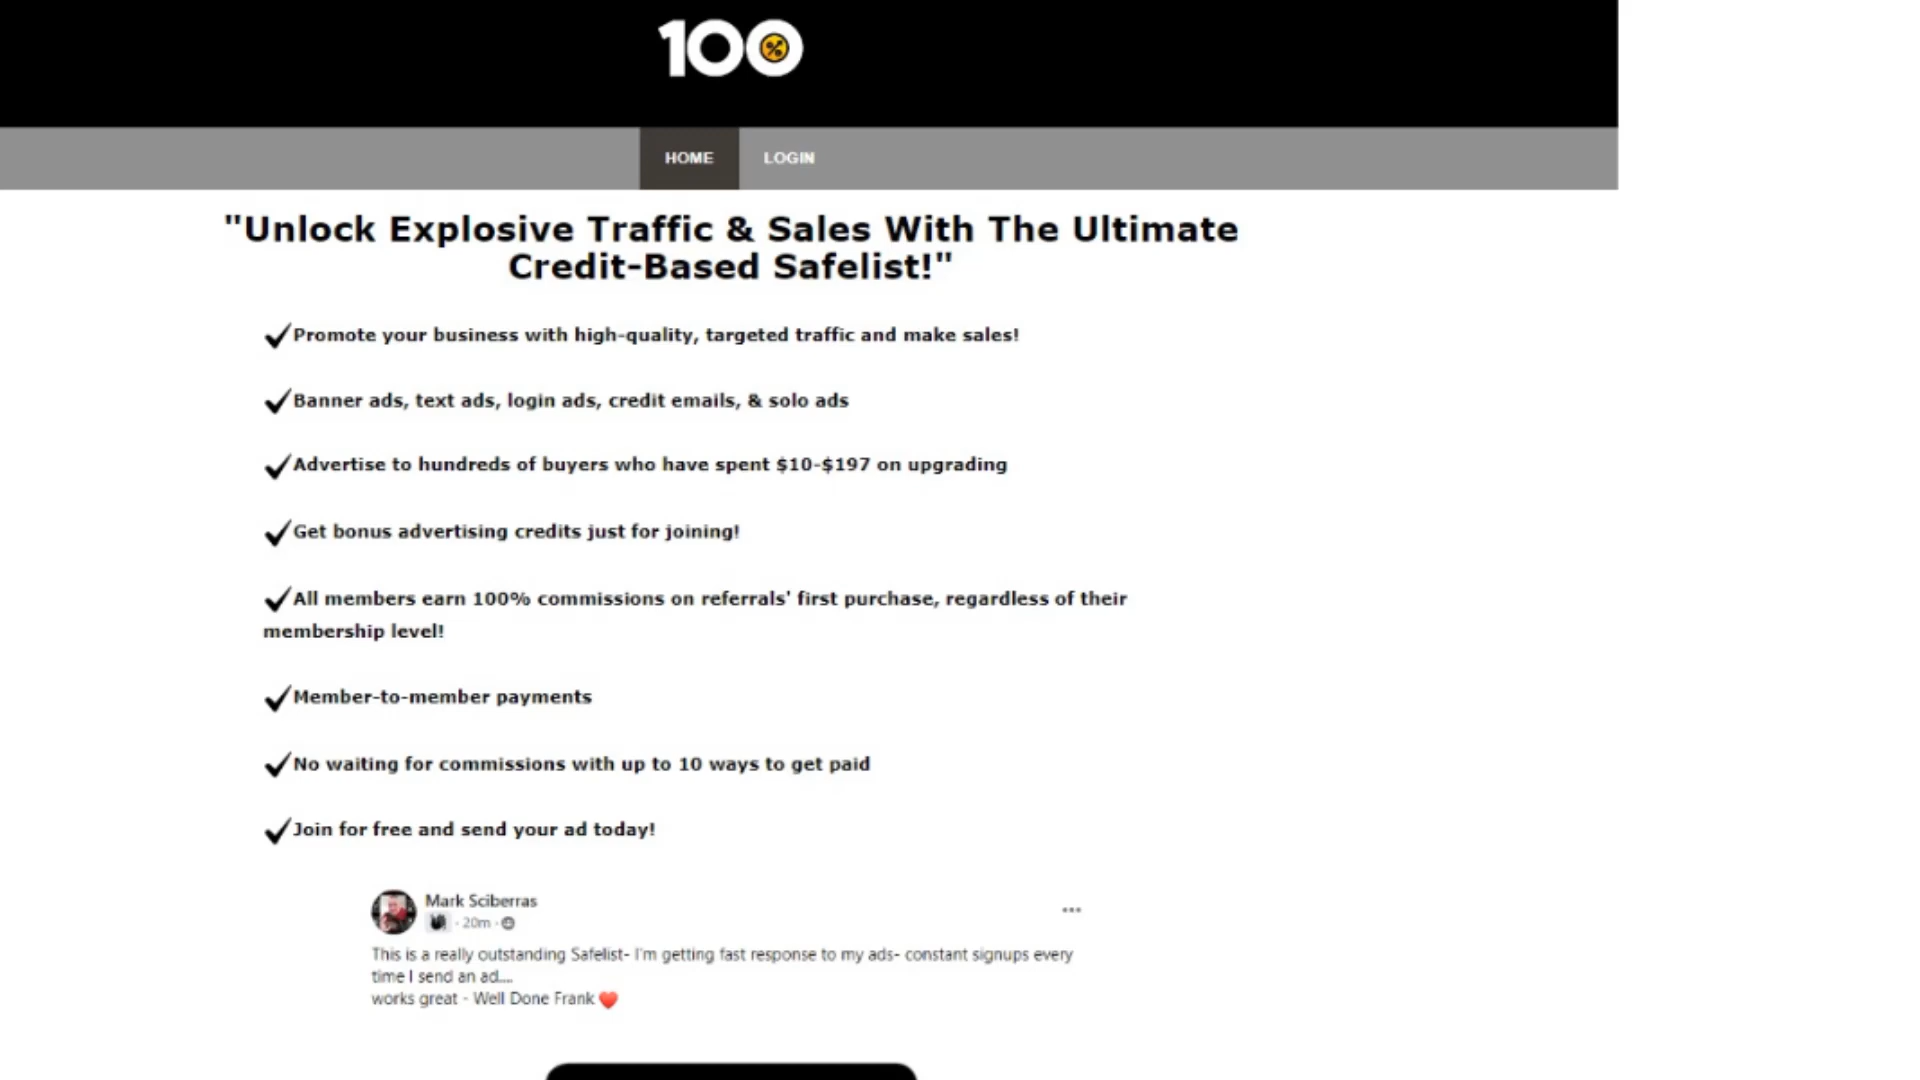 100
HOME LOGIN
"Unlock Explosive Traffic & Sales With The Ultimate
Credit-Based Safelist!"
Promote your business with high-quality, targeted traffic and make sales!
Banner ads, text ads, login ads, credit emails, & solo ads
Advertise to hundreds of buyers who have spent $10-$197 on upgrading
Get bonus advertising credits just for joining!
All members earn 100% commissions on referrals' first purchase, regardless of their
membership level!
Member-to-member payments
No waiting for commissions with up to 10 ways to get paid
Join for free and send your ad today!
Mark Sciberras
· 20m ·
This is a really outstanding Safelist- I'm getting fast response to my ads- constant signups every
time I send an ad....
works great - Well Done Frank ❤️